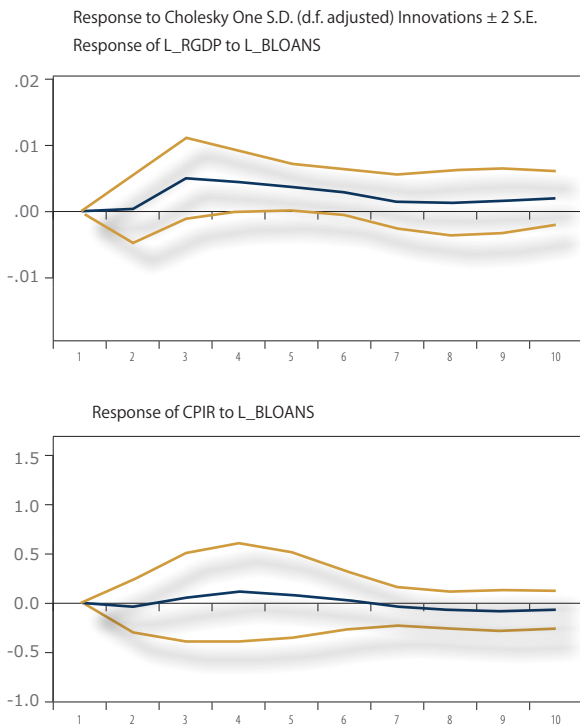 Response to Cholesky One S.D. (d.f. adjusted) Innovations ± 2 S.E.
Response of L_RGDP to L_BLOANS
.02
.01
.00
-.01
1 2 3 4 5 6 7 8 9 10
Response of CPIR to L_BLOANS
1.5
1.0
0.5
0.0
-0.5
-1.0
1 2 3 4 5 6 7 8 9 10